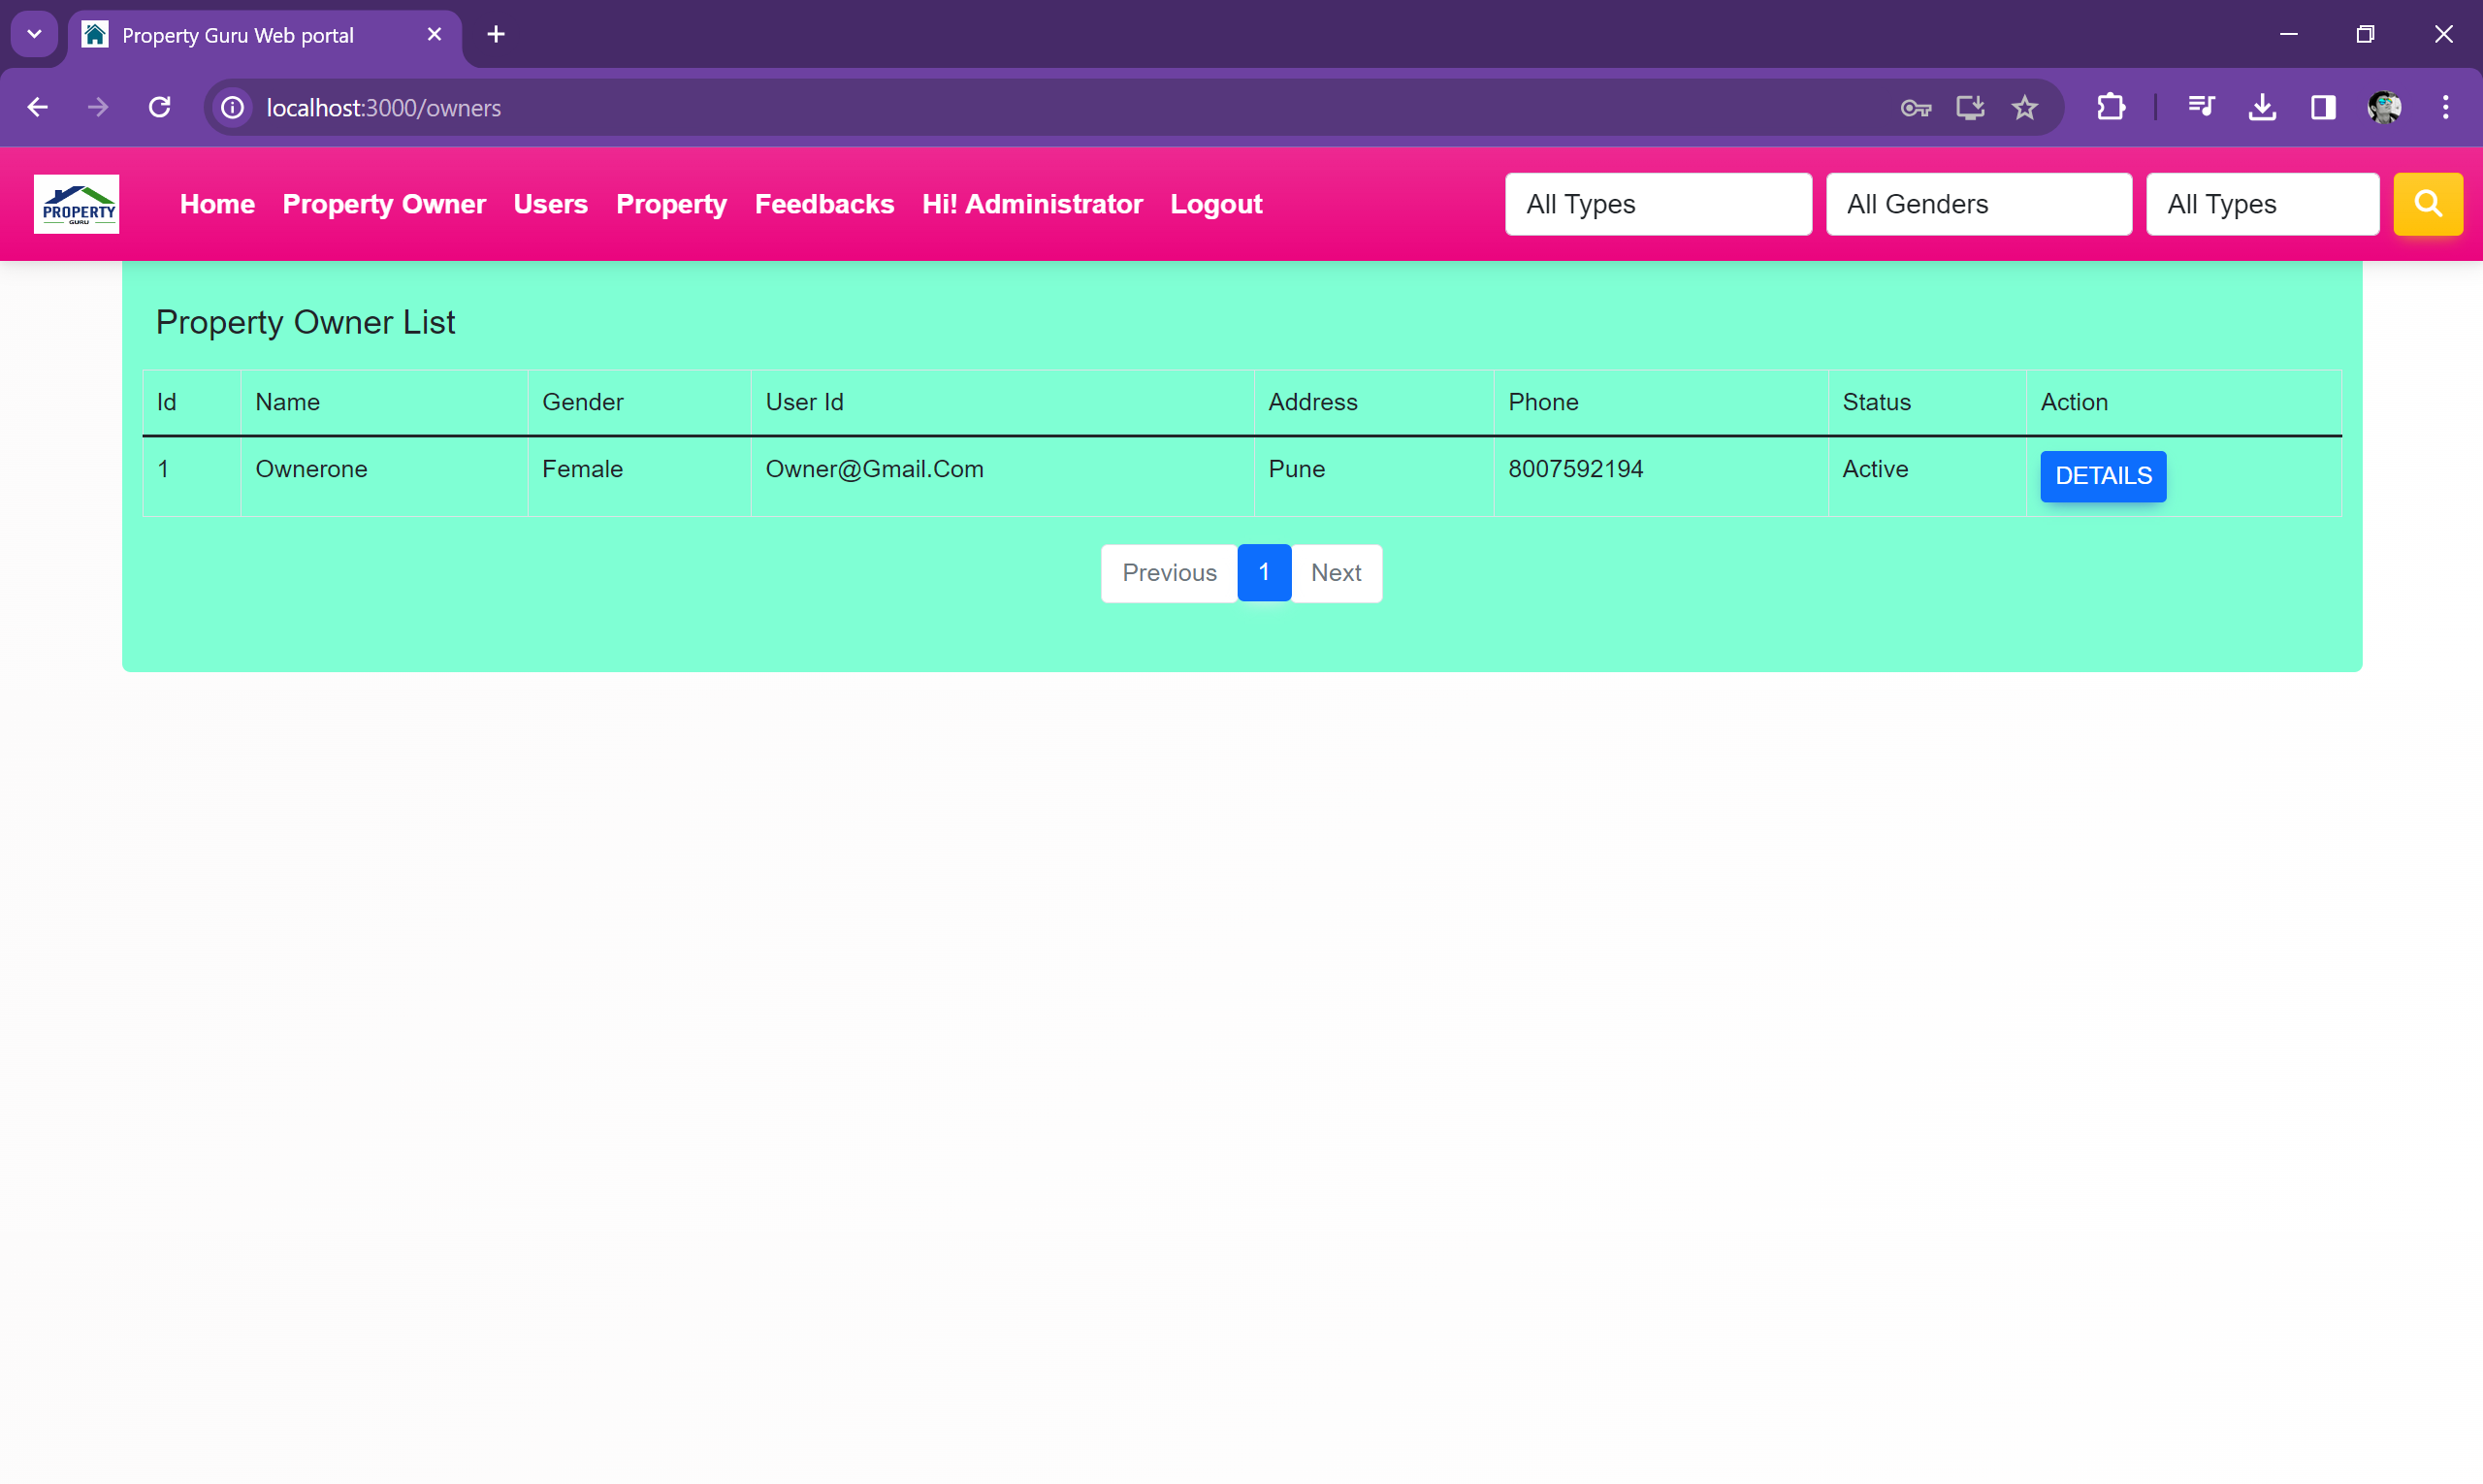 Property Guru Web portal
localhost:3000/owners
PROPERTY
GURU
Home Property Owner Users Property Feedbacks Hi! Administrator Logout All Types All Genders All Types
Property Owner List
Id Name Gender User Id Address Phone Status Action
1 Ownerone Female Owner@Gmail.Com Pune 8007592194 Active DETAILS
Previous 1 Next